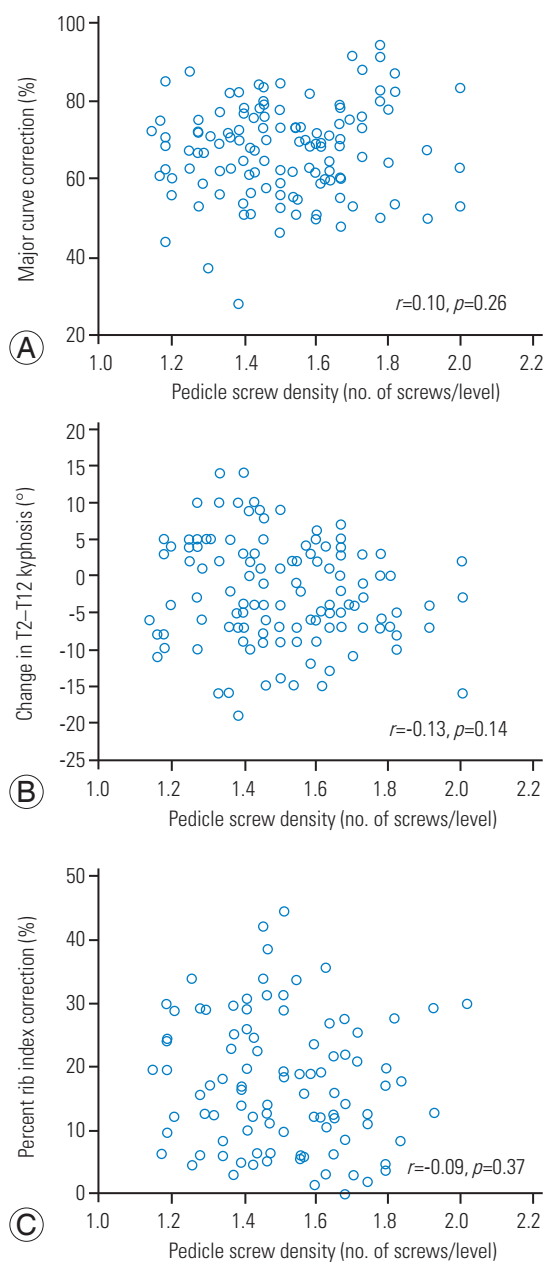 100
80
60
40
20
Major curve correction (%)
r=0.10, p=0.26
A
1.0 1.2 1.4 1.6 1.8 2.0 2.2
Pedicle screw density (no. of screws/level)
20
15
10
5
0
-5
-10
-15
-20
-25
Change in T2–T12 kyphosis (°)
r=-0.13, p=0.14
B
1.0 1.2 1.4 1.6 1.8 2.0 2.2
Pedicle screw density (no. of screws/level)
50
40
30
20
10
0
Percent rib index correction (%)
r=-0.09, p=0.37
C
1.0 1.2 1.4 1.6 1.8 2.0 2.2
Pedicle screw density (no. of screws/level)